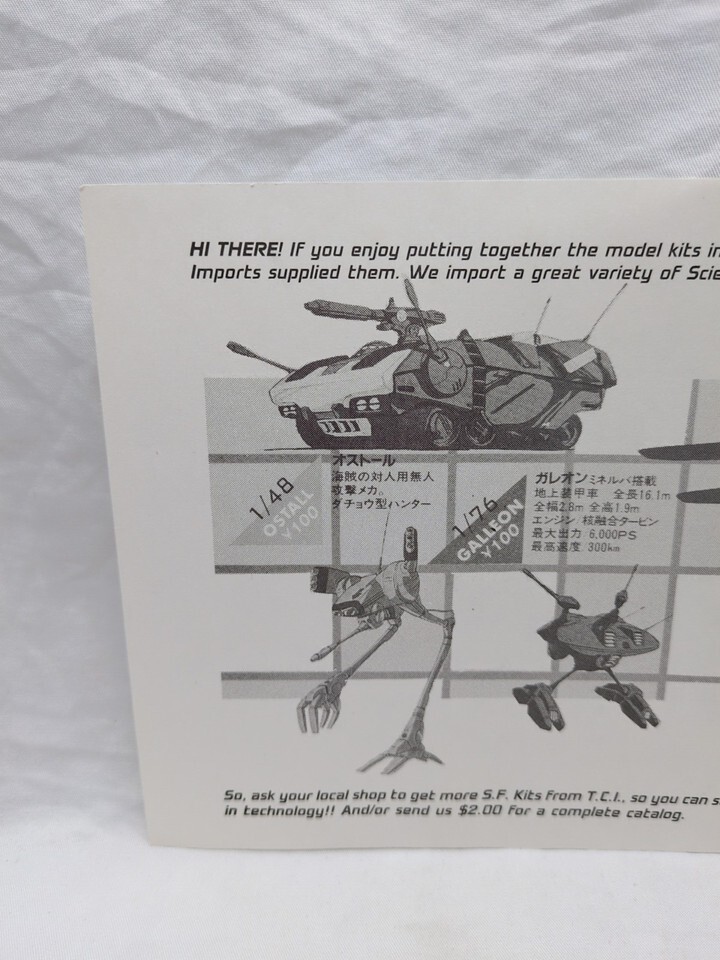 HI THERE! If you enjoy putting together the model kits in
Imports supplied them. We import a great variety of Scie
オストール
海賊の対人用無人
攻撃メカ。
ダチョウ型ハンター
1/48
OSTALL
¥100
1/76
GALLEON
¥100
ガレオン ミネルバ搭載
地上装甲車 全長16.1m
全幅2.8m 全高1.9m
エンジン 核融合タービン
最大出力 6,000PS
最高速度 300km
So, ask your local shop to get more S.F. Kits from T.C.I., so you can s
in technology!! And/or send us $2.00 for a complete catalog.